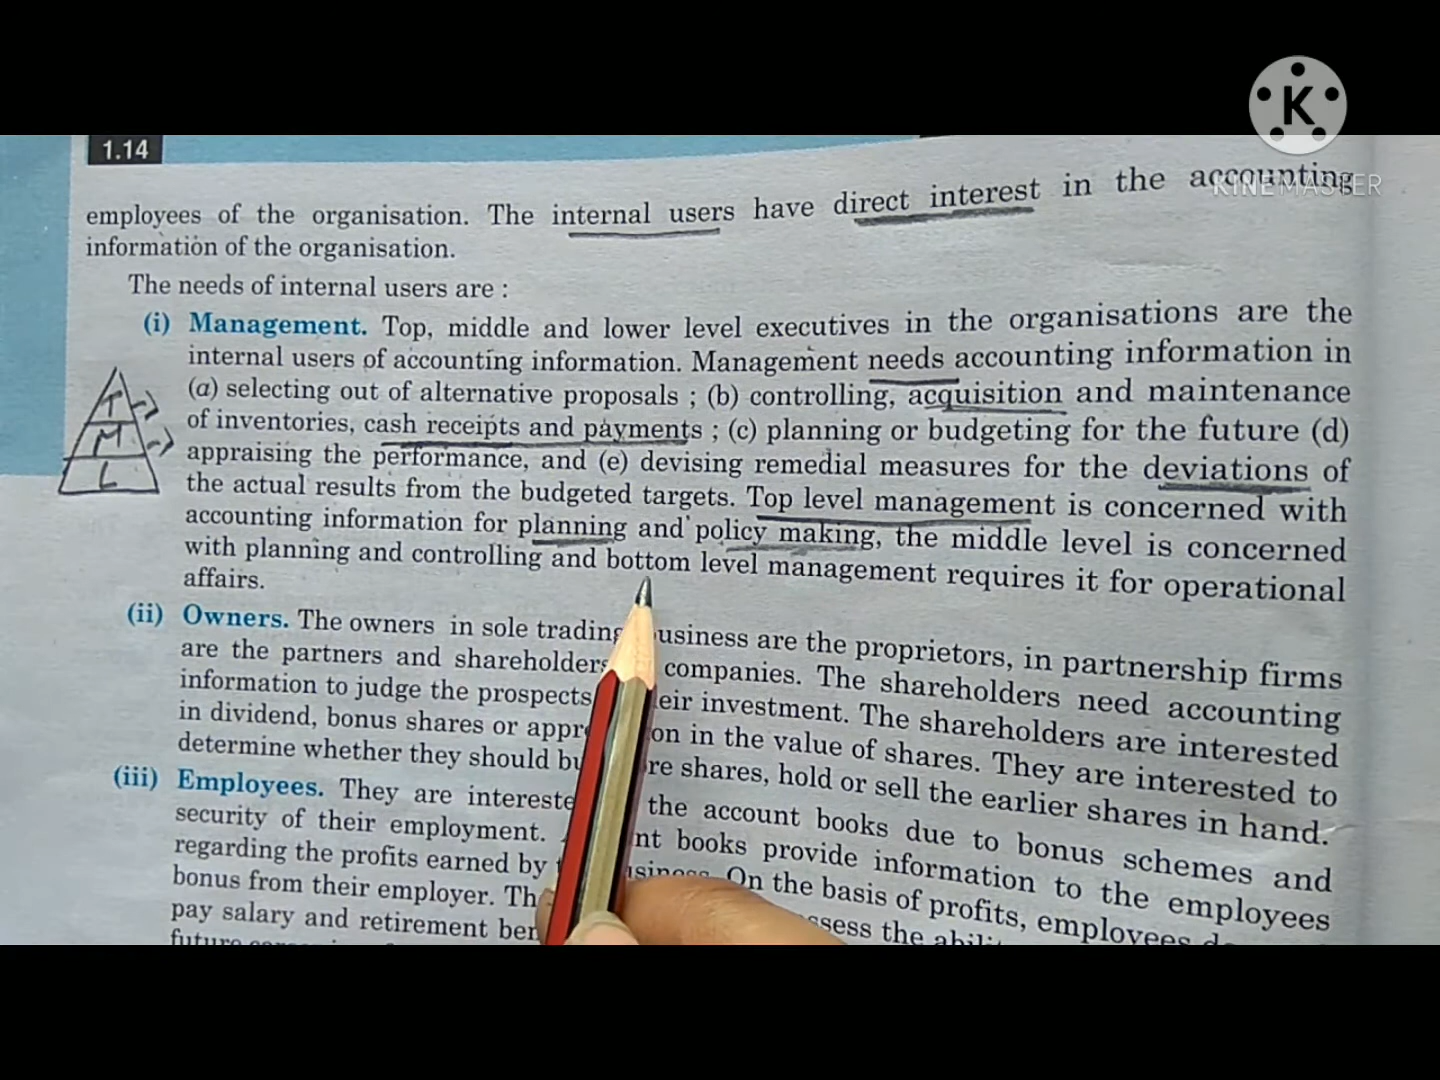 K
KINEMASTER
1.14
employees of the organisation. The internal users have direct interest in the accounting
information of the organisation.
The needs of internal users are :
(i) Management. Top, middle and lower level executives in the organisations are the
internal users of accounting information. Management needs accounting information in
(a) selecting out of alternative proposals ; (b) controlling, acquisition and maintenance
of inventories, cash receipts and payments ; (c) planning or budgeting for the future (d)
appraising the performance, and (e) devising remedial measures for the deviations of
the actual results from the budgeted targets. Top level management is concerned with
accounting information for planning and policy making, the middle level is concerned
with planning and controlling and bottom level management requires it for operational
affairs.
T
M
L
(ii) Owners. The owners in sole trading usiness are the proprietors, in partnership firms
are the partners and shareholders companies. The shareholders need accounting
information to judge the prospects eir investment. The shareholders are interested
in dividend, bonus shares or appr on in the value of shares. They are interested to
determine whether they should bu re shares, hold or sell the earlier shares in hand.
(iii) Employees. They are intereste the account books due to bonus schemes and
security of their employment. nt books provide information to the employees
regarding the profits earned by usiness. On the basis of profits, employees
bonus from their employer. Th ssess the abili
pay salary and retirement ben
future